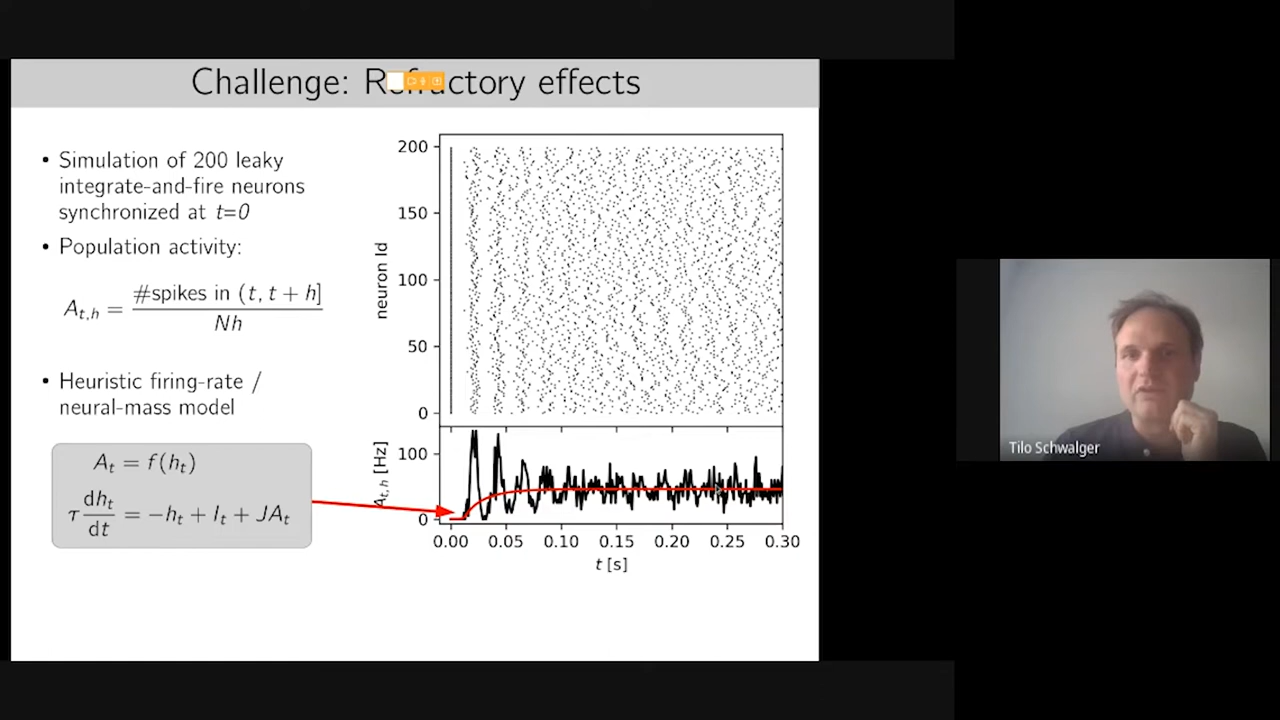 Challenge: Refractory effects
• Simulation of 200 leaky
integrate-and-fire neurons
synchronized at t=0
• Population activity:
A_{t,h} = #spikes in (t, t + h] / Nh
• Heuristic firing-rate /
neural-mass model
A_t = f(h_t)
τ dh_t/dt = −h_t + I_t + JA_t
neuron Id
200
150
100
50
0
A_{t,h} [Hz]
100
0
0.00 0.05 0.10 0.15 0.20 0.25 0.30
t [s]
Tilo Schwalger